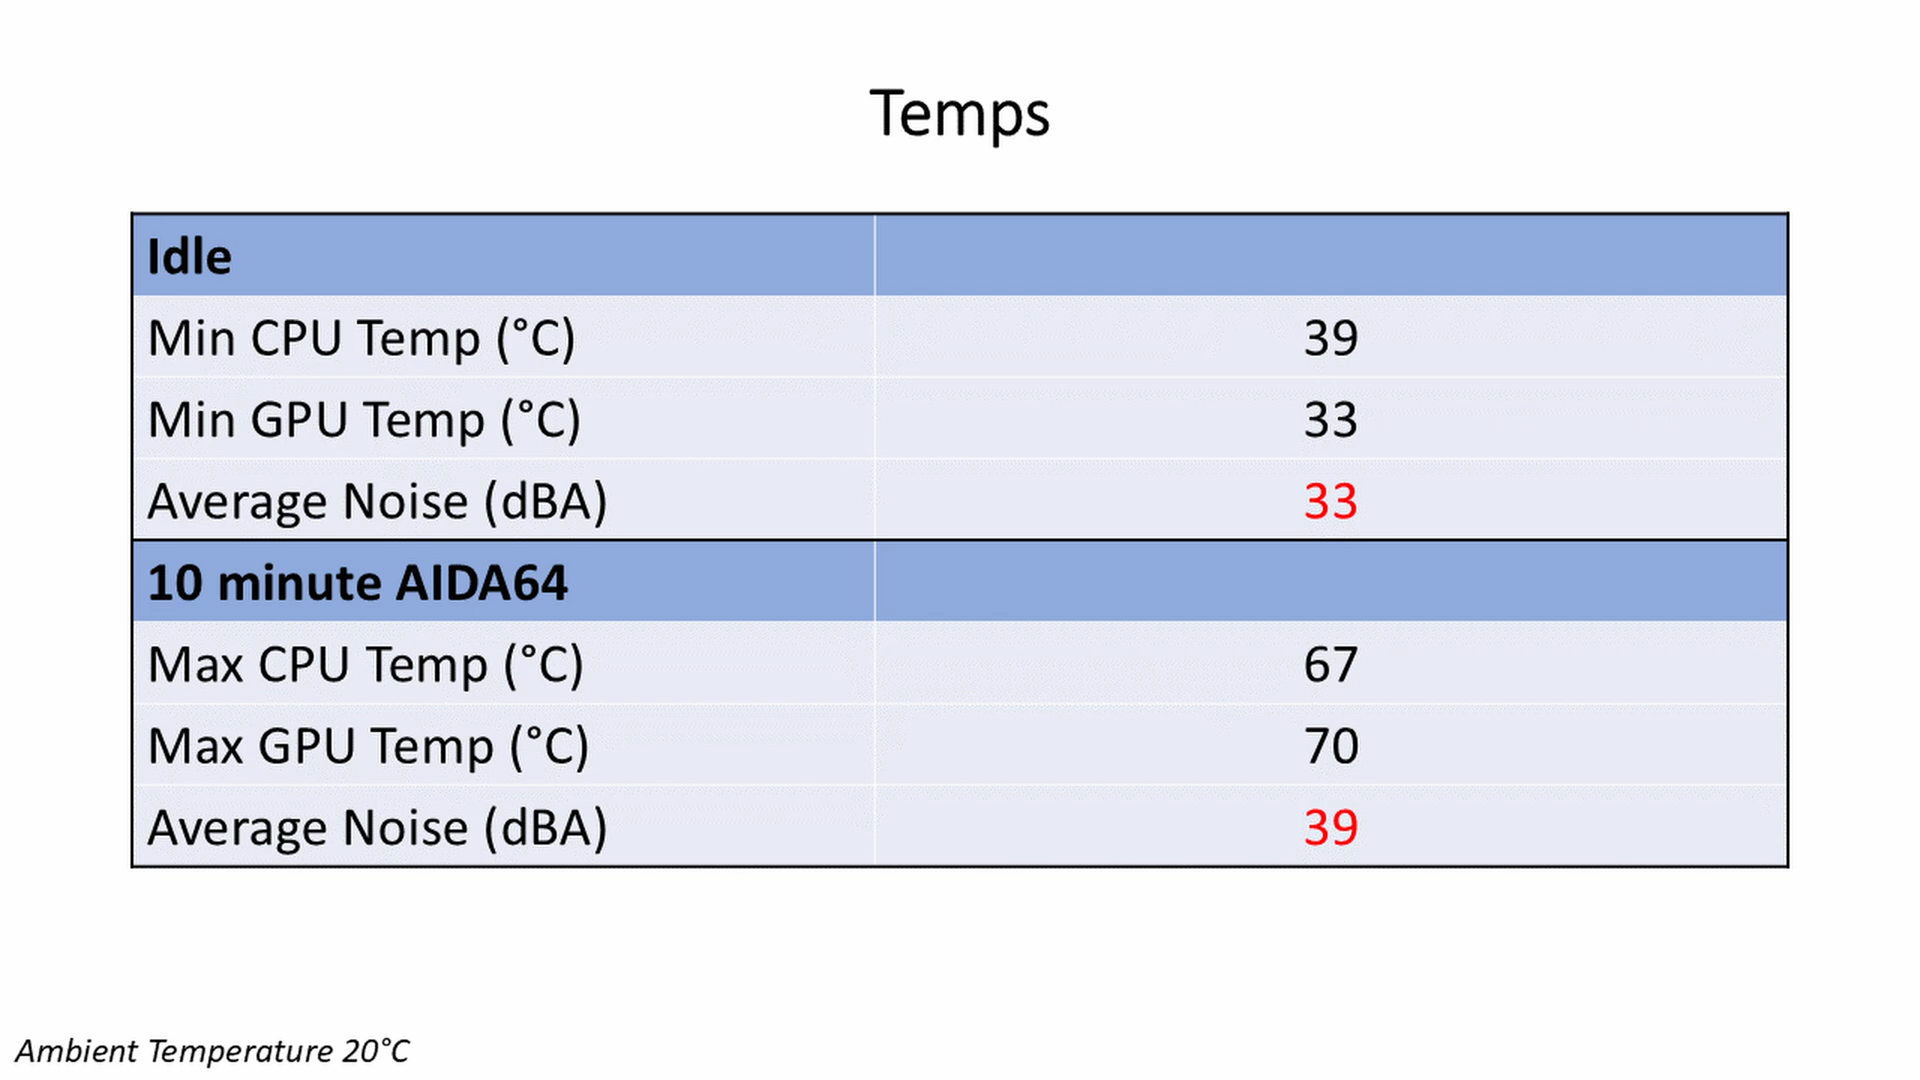 Temps
Idle
Min CPU Temp (°C) 39
Min GPU Temp (°C) 33
Average Noise (dBA) 33
10 minute AIDA64
Max CPU Temp (°C) 67
Max GPU Temp (°C) 70
Average Noise (dBA) 39
Ambient Temperature 20°C